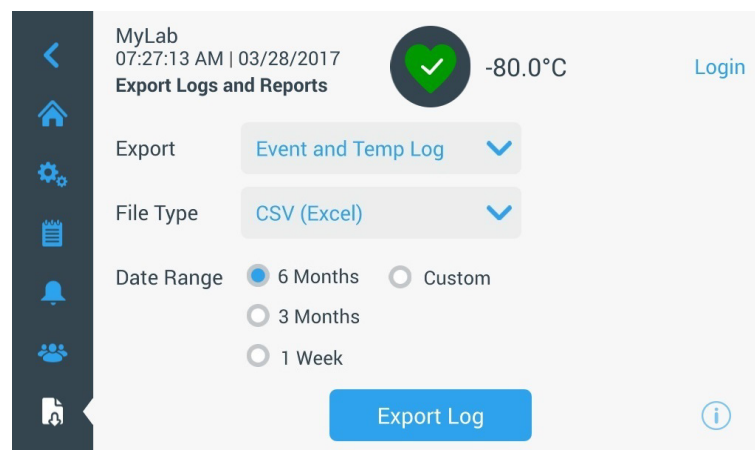 MyLab
07:27:13 AM | 03/28/2017
Export Logs and Reports
-80.0°C
Login
Export
Event and Temp Log
File Type
CSV (Excel)
Date Range
6 Months
Custom
3 Months
1 Week
Export Log
i